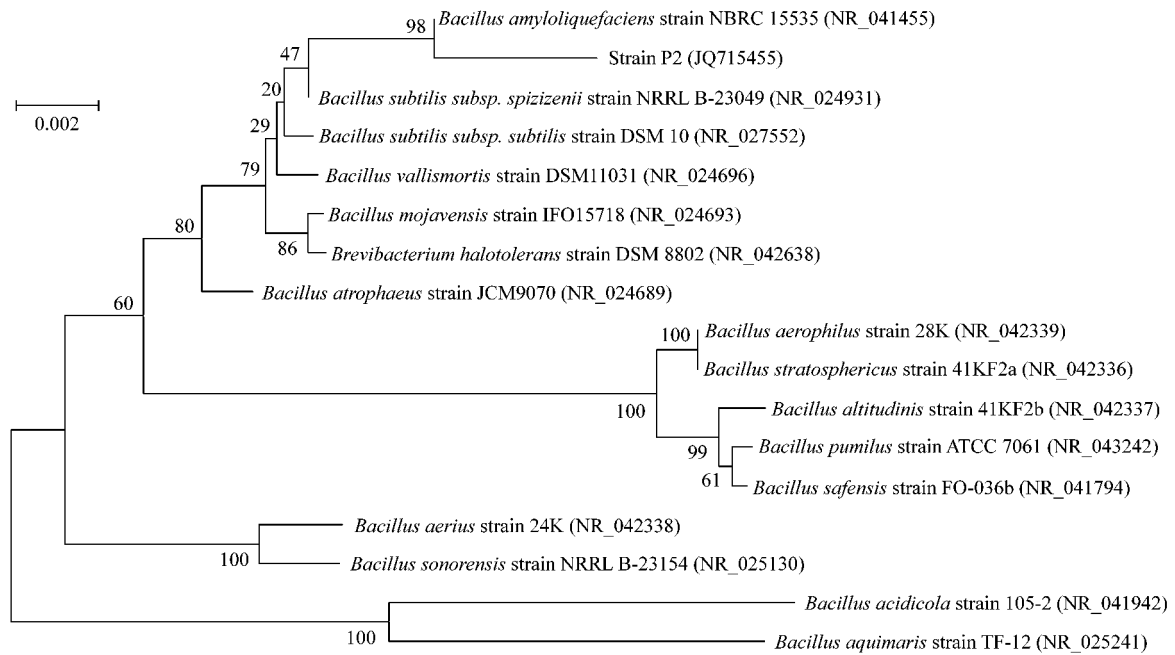 Bacillus amyloliquefaciens strain NBRC 15535 (NR_041455)
98
Strain P2 (JQ715455)
47
20
Bacillus subtilis subsp. spizizenii strain NRRL B-23049 (NR_024931)
0.002
29
Bacillus subtilis subsp. subtilis strain DSM 10 (NR_027552)
79
Bacillus vallismortis strain DSM11031 (NR_024696)
Bacillus mojavensis strain IFO15718 (NR_024693)
80
86
Brevibacterium halotolerans strain DSM 8802 (NR_042638)
Bacillus atrophaeus strain JCM9070 (NR_024689)
60
100
Bacillus aerophilus strain 28K (NR_042339)
Bacillus stratosphericus strain 41KF2a (NR_042336)
100
Bacillus altitudinis strain 41KF2b (NR_042337)
99
Bacillus pumilus strain ATCC 7061 (NR_043242)
61
Bacillus safensis strain FO-036b (NR_041794)
Bacillus aerius strain 24K (NR_042338)
100
Bacillus sonorensis strain NRRL B-23154 (NR_025130)
Bacillus acidicola strain 105-2 (NR_041942)
100
Bacillus aquimaris strain TF-12 (NR_025241)